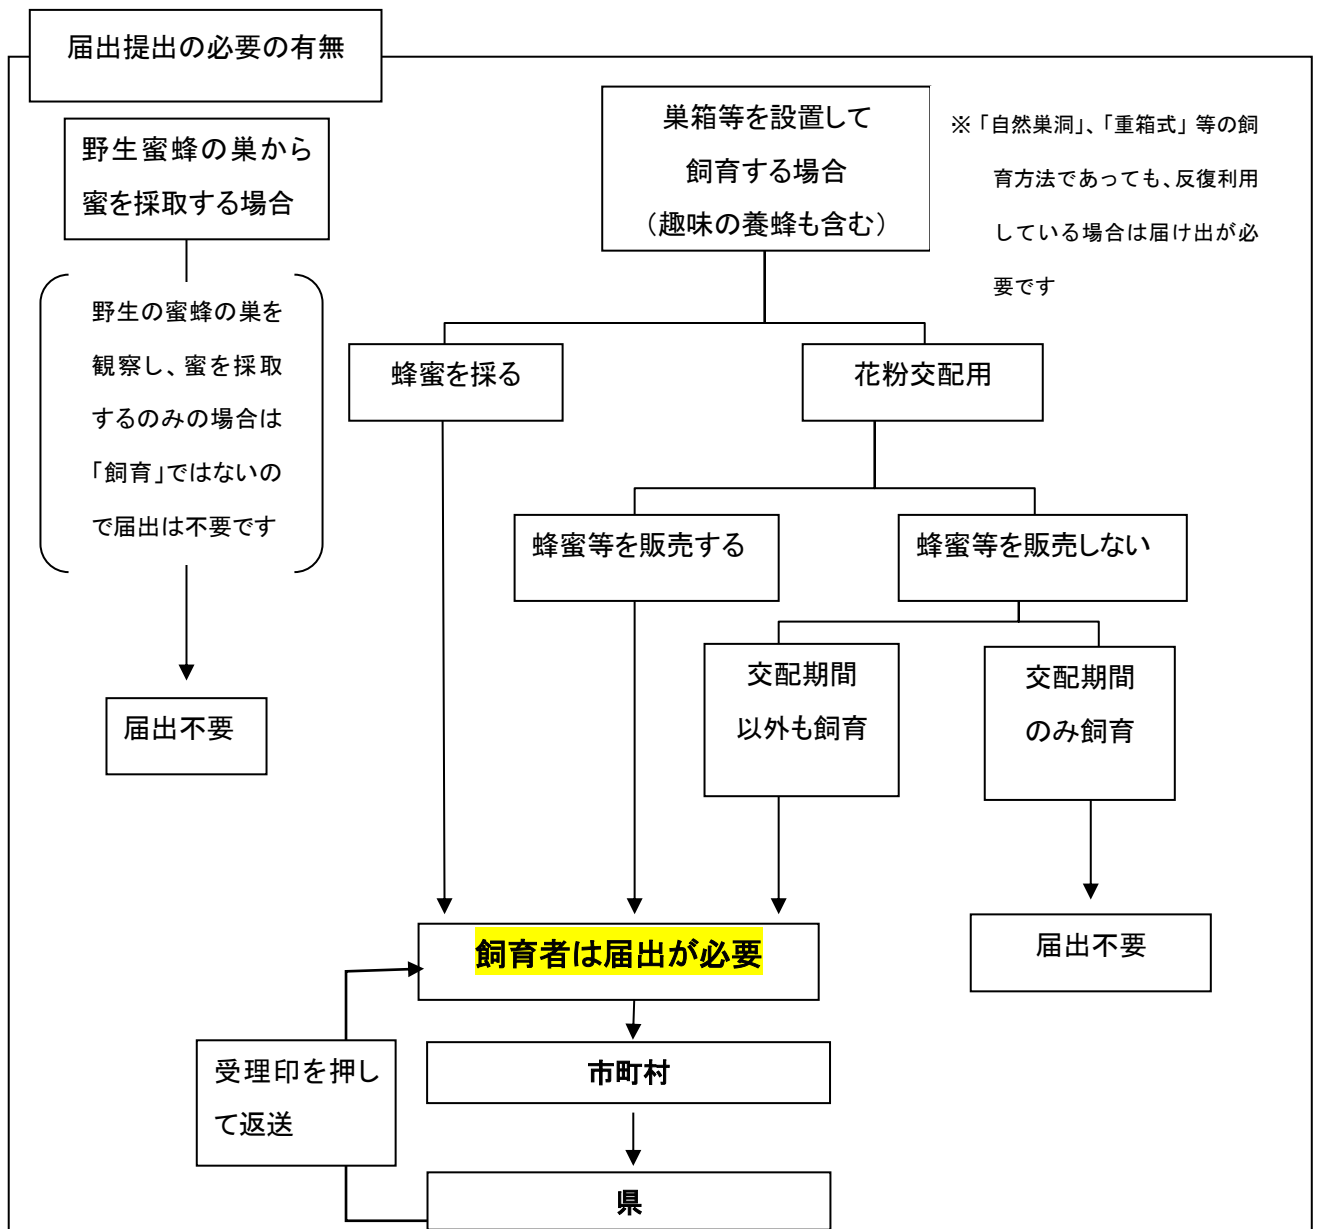 届出提出の必要の有無
野生蜜蜂の巣から
蜜を採取する場合
野生の蜜蜂の巣を
観察し、蜜を採取
するのみの場合は
「飼育」ではないの
で届出は不要です
届出不要
巣箱等を設置して
飼育する場合
（趣味の養蜂も含む）
※「自然巣洞」、「重箱式」等の飼
育方法であっても、反復利用
している場合は届け出が必
要です
蜂蜜を採る
花粉交配用
蜂蜜等を販売する
蜂蜜等を販売しない
交配期間
以外も飼育
交配期間
のみ飼育
飼育者は届出が必要
届出不要
市町村
受理印を押し
て返送
県